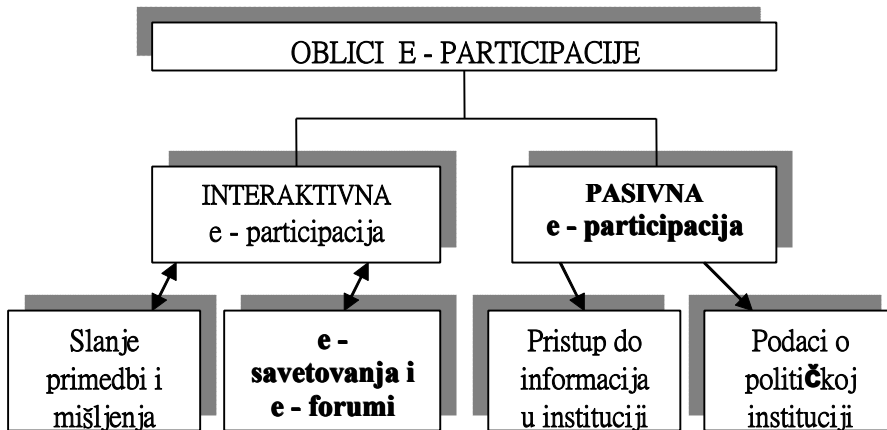 OBLICI E - PARTICIPACIJE
INTERAKTIVNA
e - participacija
PASIVNA
e - participacija
Slanje
primedbi i
mišljenja
e -
savetovanja i
e - forumi
Pristup do
informacija
u instituciji
Podaci o
političkoj
instituciji